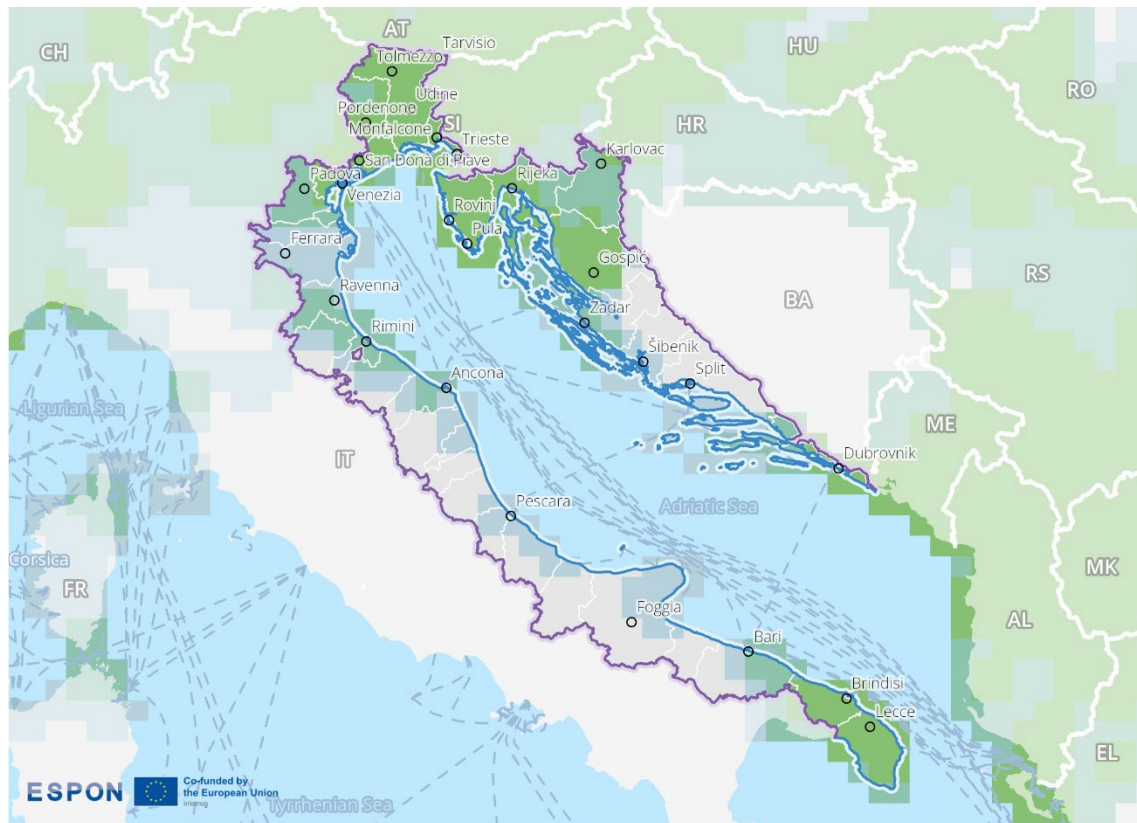 AT
Tarvisio
CH
Tolmezzo
HU
RO
Udine
Pordenone
SI
HR
Monfalcone
Trieste
Karlovac
San Donà di Piave
Padova
Rijeka
Venezia
Rovinj
Pula
Ferrara
Gospić
BA
RS
Ravenna
Zadar
Rimini
Šibenik
Split
Ancona
Ligurian Sea
ME
IT
Dubrovnik
Pescara
Adriatic Sea
Corsica
MK
FR
Foggia
AL
Bari
Brindisi
Lecce
EL
ESPON
Co-funded by
the European Union
Interreg
Tyrrhenian Sea